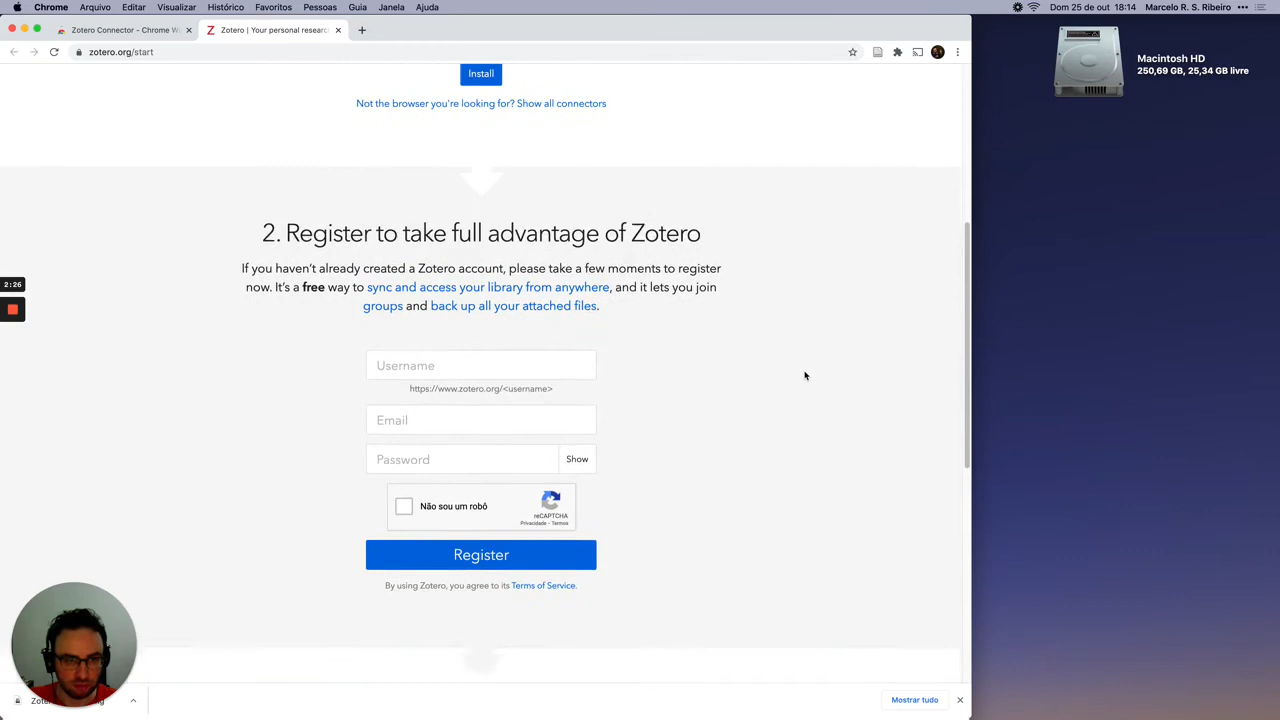 Chrome Arquivo Editar Visualizar Histórico Favoritos Pessoas Guia Janela Ajuda
Dom 25 de out 18:14 Marcelo R. S. Ribeiro
Zotero Connector - Chrome W
Zotero | Your personal resear
zotero.org/start
Macintosh HD
250,69 GB, 25,34 GB livre
Install
Not the browser you're looking for? Show all connectors
2. Register to take full advantage of Zotero
If you haven't already created a Zotero account, please take a few moments to register
now. It's a free way to sync and access your library from anywhere, and it lets you join
groups and back up all your attached files.
2:26
Username
https://www.zotero.org/<username>
Email
Password
Show
Não sou um robô
reCAPTCHA
Privacidade - Termos
Register
By using Zotero, you agree to its Terms of Service.
Mostrar tudo